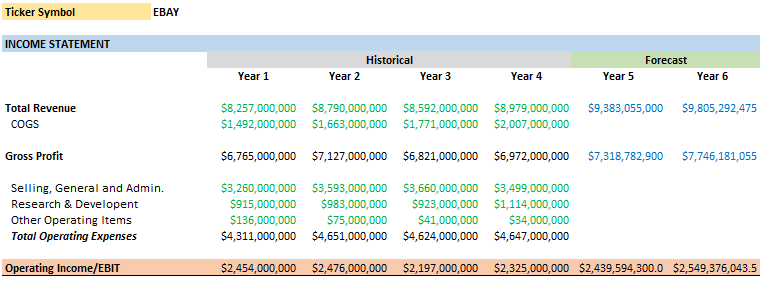 Ticker Symbol EBAY
INCOME STATEMENT
Historical Forecast
Year 1 Year 2 Year 3 Year 4 Year 5 Year 6
Total Revenue $8,257,000,000 $8,790,000,000 $8,592,000,000 $8,979,000,000 $9,383,055,000 $9,805,292,475
COGS $1,492,000,000 $1,663,000,000 $1,771,000,000 $2,007,000,000
Gross Profit $6,765,000,000 $7,127,000,000 $6,821,000,000 $6,972,000,000 $7,318,782,900 $7,746,181,055
Selling, General and Admin. $3,260,000,000 $3,593,000,000 $3,660,000,000 $3,499,000,000
Research & Developent $915,000,000 $983,000,000 $923,000,000 $1,114,000,000
Other Operating Items $136,000,000 $75,000,000 $41,000,000 $34,000,000
Total Operating Expenses $4,311,000,000 $4,651,000,000 $4,624,000,000 $4,647,000,000
Operating Income/EBIT $2,454,000,000 $2,476,000,000 $2,197,000,000 $2,325,000,000 $2,439,594,300.0 $2,549,376,043.5